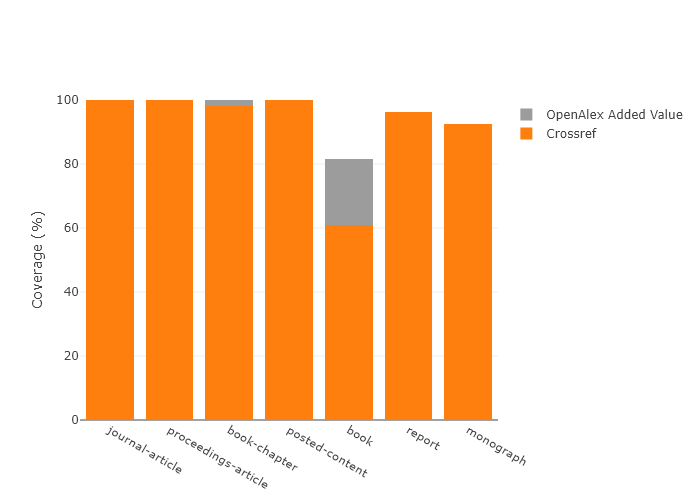 100
80
60
40
20
0
Coverage (%)
journal-article
proceedings-article
book-chapter
posted-content
book
report
monograph
OpenAlex Added Value
Crossref